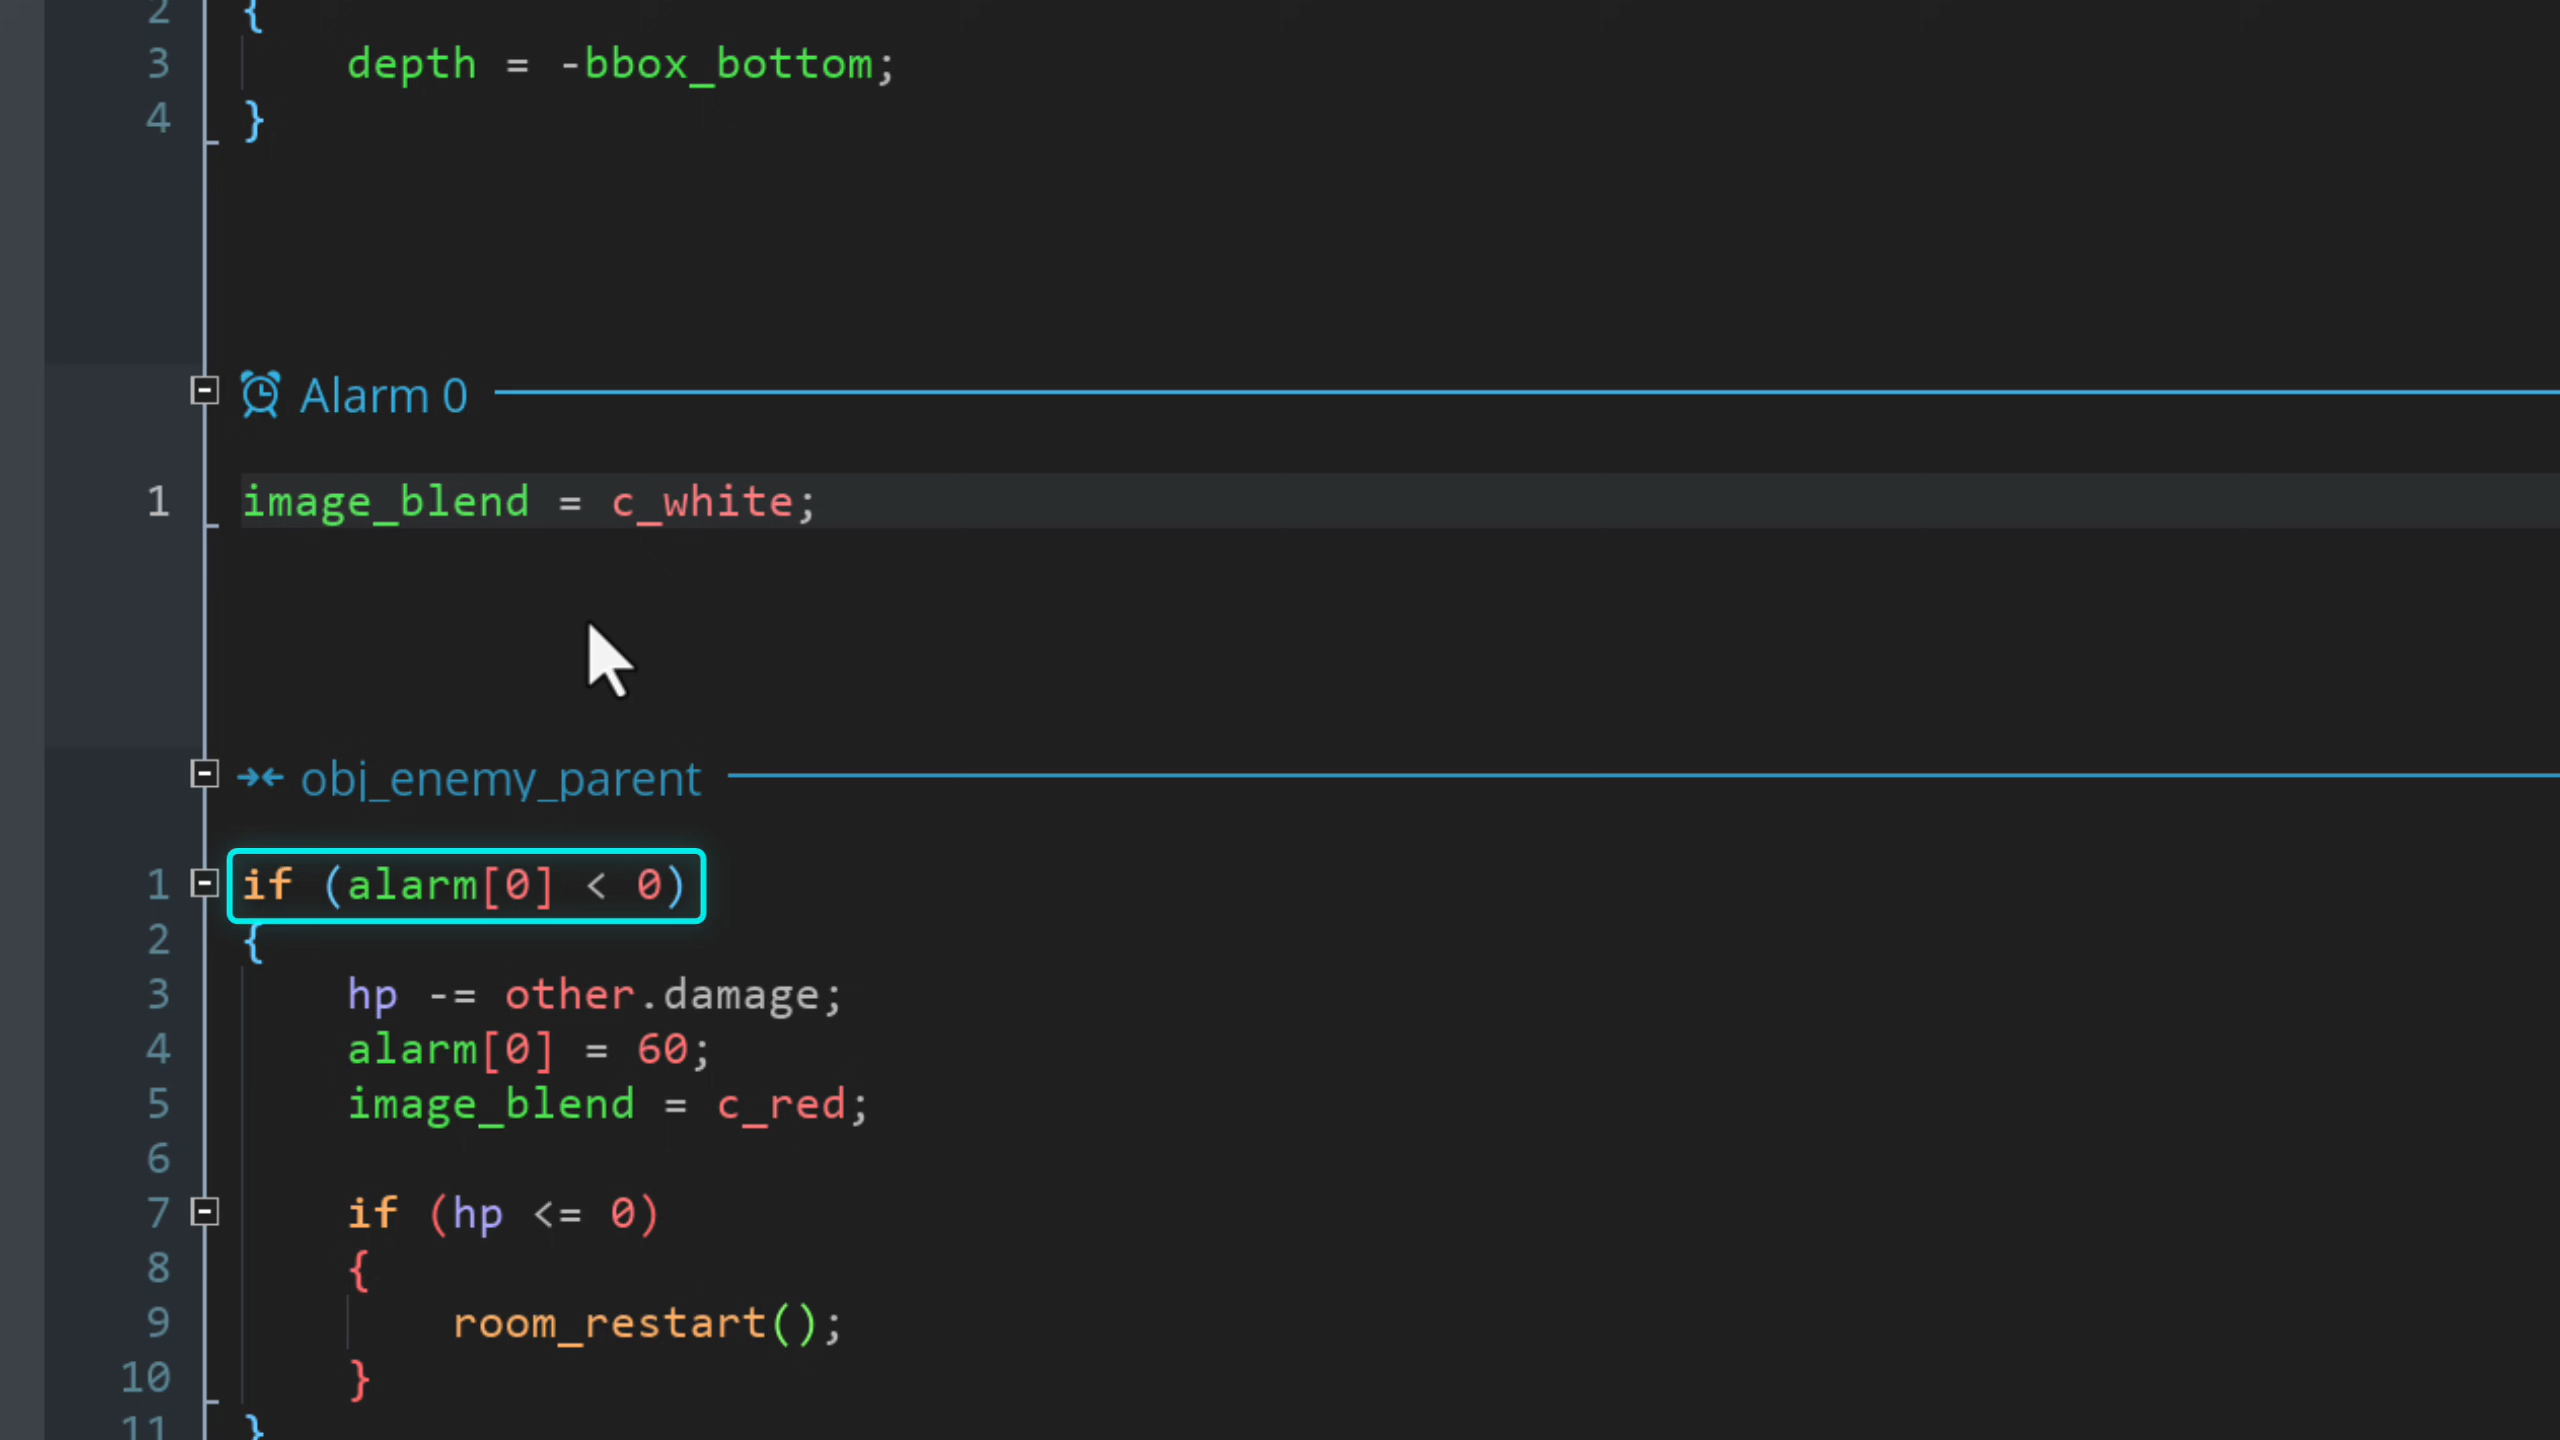 2 {
3 depth = -bbox_bottom;
4 }
Alarm 0
1 image_blend = c_white;
obj_enemy_parent
1 if (alarm[0] < 0)
2 {
3 hp -= other.damage;
4 alarm[0] = 60;
5 image_blend = c_red;
6
7 if (hp <= 0)
8 {
9 room_restart();
10 }
11 }